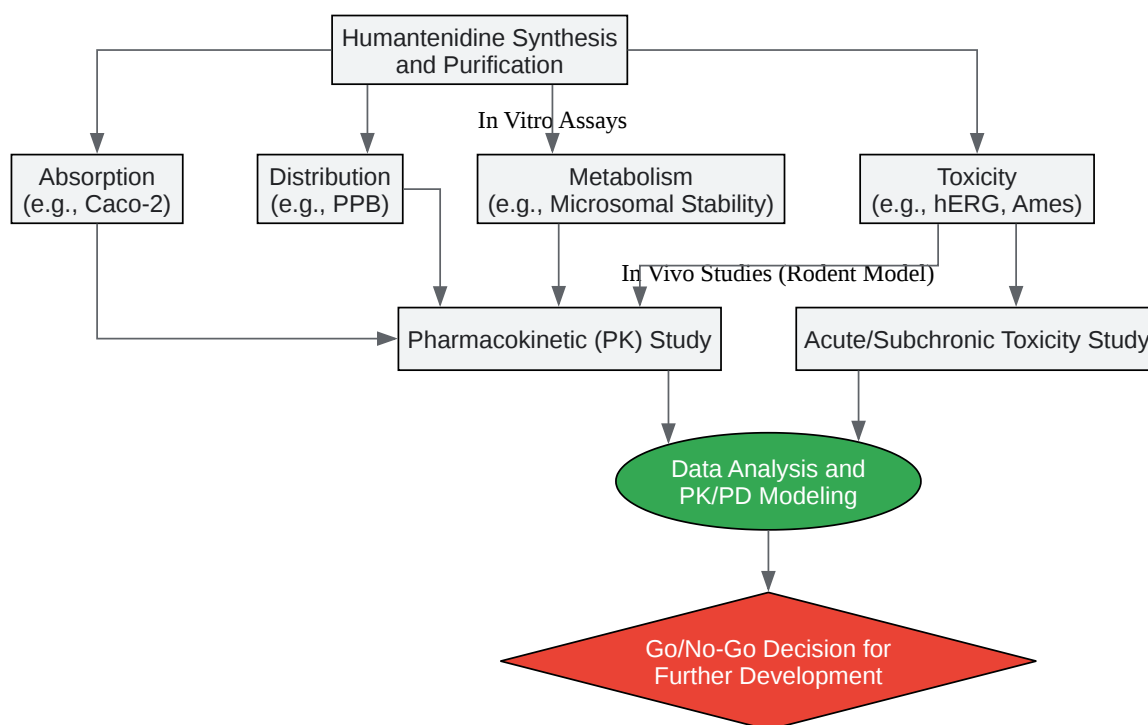 Humantenidine Synthesis
and Purification
In Vitro Assays
Absorption
(e.g., Caco-2)
Distribution
(e.g., PPB)
Metabolism
(e.g., Microsomal Stability)
Toxicity
(e.g., hERG, Ames)
In Vivo Studies (Rodent Model)
Pharmacokinetic (PK) Study
Acute/Subchronic Toxicity Study
Data Analysis and
PK/PD Modeling
Go/No-Go Decision for
Further Development